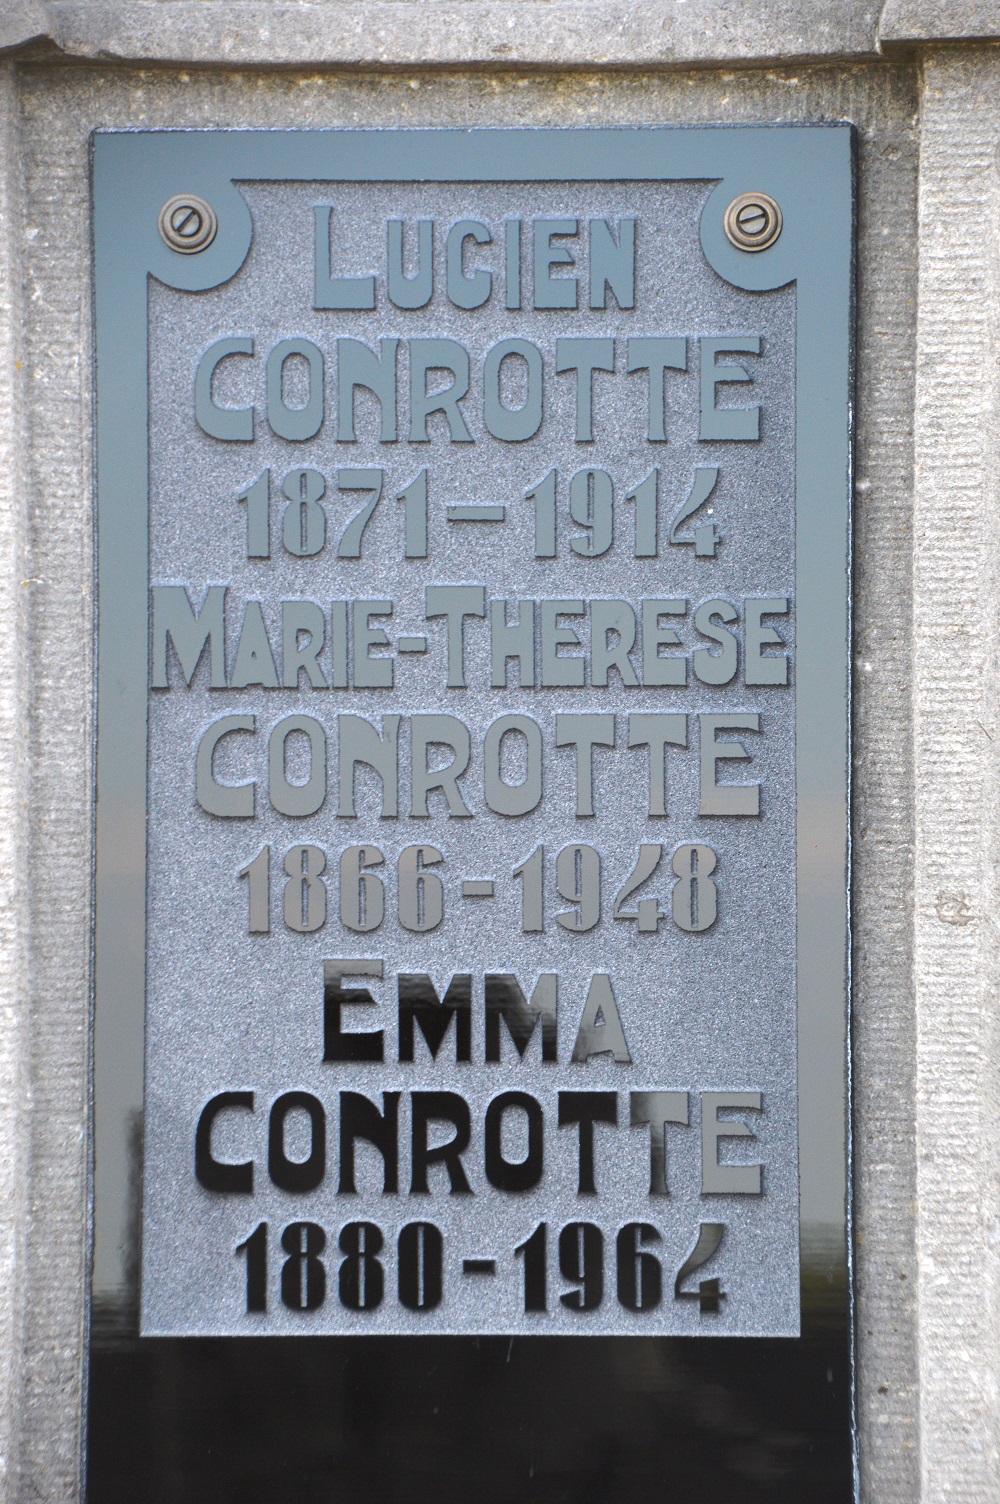 LUCIEN
CONROTTE
1871-1914
MARIE-THERESE
CONROTTE
1866-1948
EMMA
CONROTTE
1880-1964